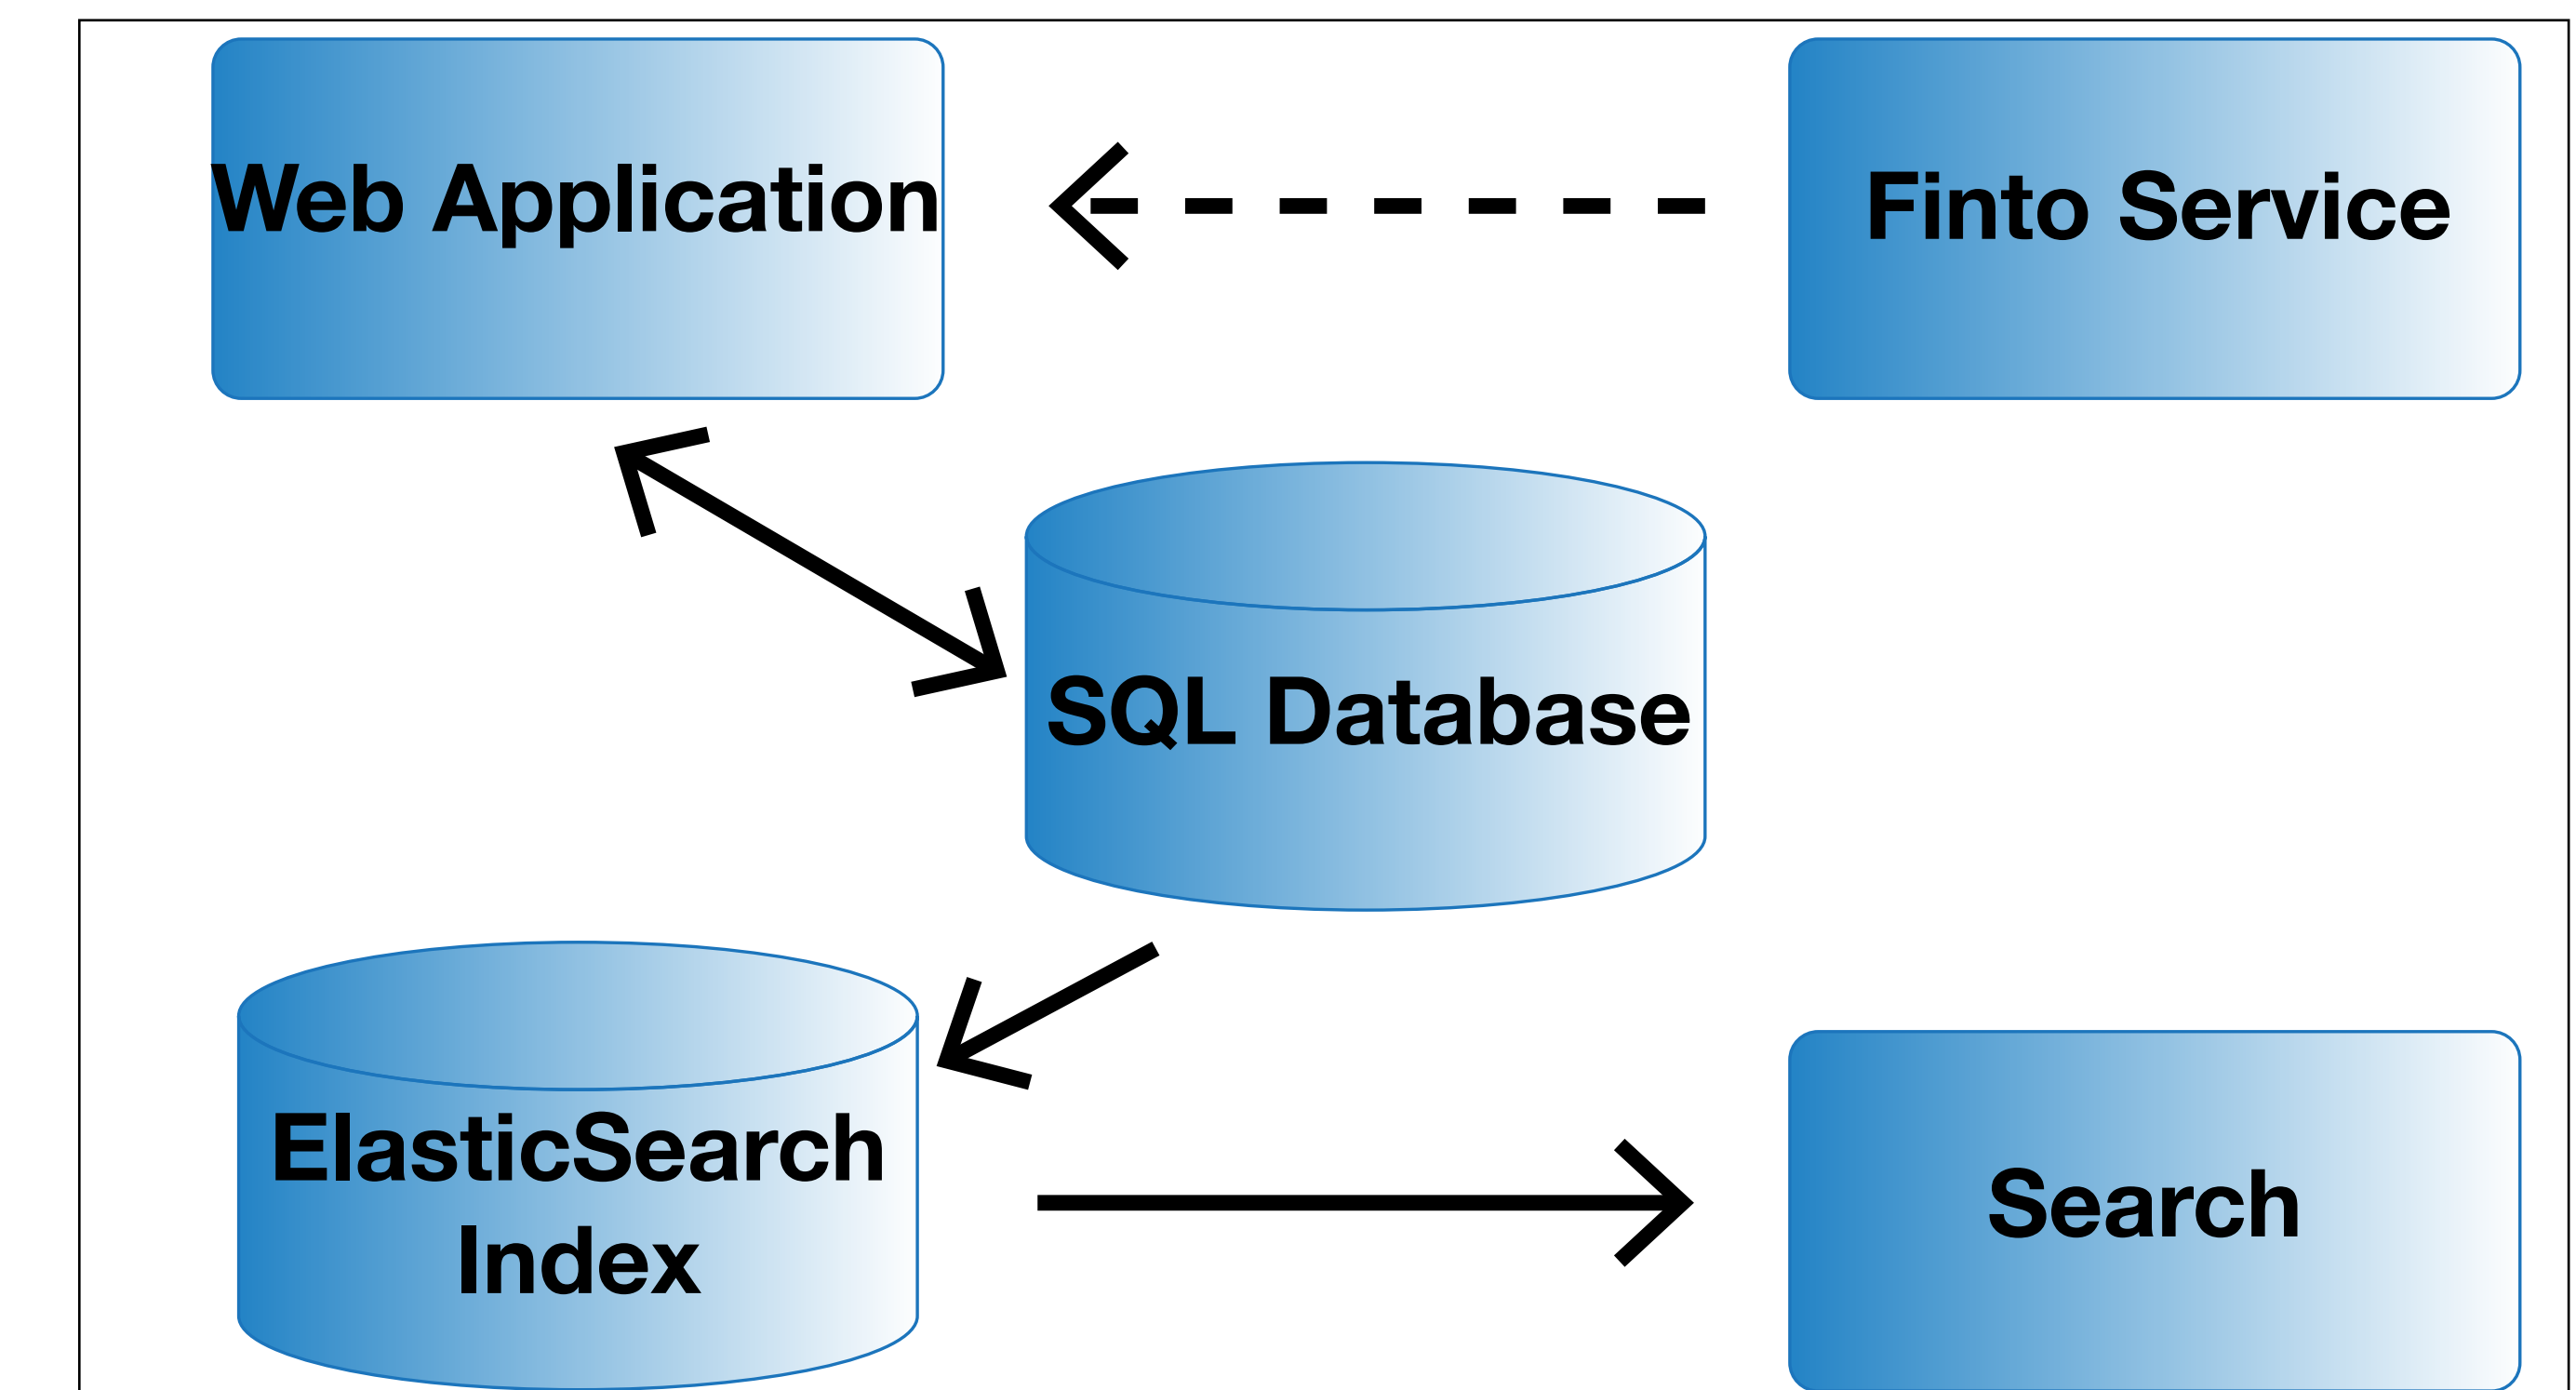 Web Application
Finto Service
SQL Database
ElasticSearch
Index
Search